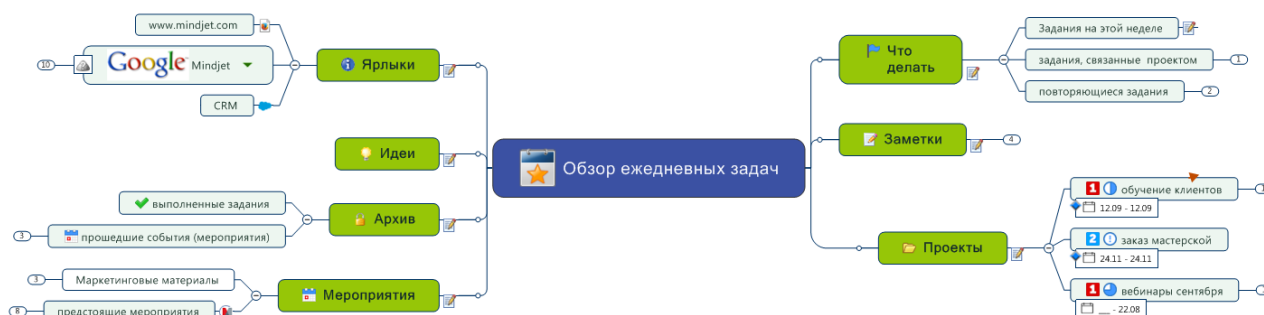 www.mindjet.com
10
Google Mindjet
CRM
Ярлыки
Идеи
выполненные задания
3
прошедшие события (мероприятия)
Архив
3
Маркетинговые материалы
8
предстоящие мероприятия
Мероприятия
Обзор ежедневных задач
Что
делать
Задания на этой неделе
задания, связанные проектом
1
повторяющиеся задания
2
Заметки
4
Проекты
1 обучение клиентов
12.09 - 12.09
2 заказ мастерской
24.11 - 24.11
1 вебинары сентября
__ - 22.08